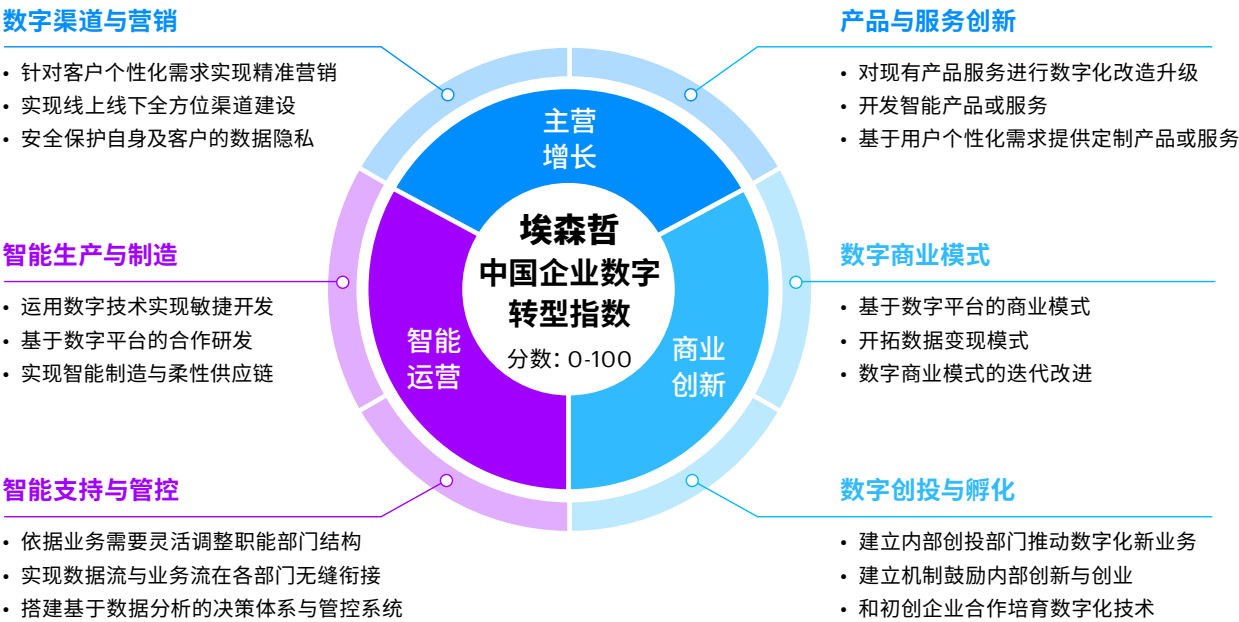 数字渠道与营销
• 针对客户个性化需求实现精准营销
• 实现线上线下全方位渠道建设
• 安全保护自身及客户的数据隐私
产品与服务创新
• 对现有产品服务进行数字化改造升级
• 开发智能产品或服务
• 基于用户个性化需求提供定制产品或服务
主营
增长
埃森哲
中国企业数字
转型指数
分数: 0-100
智能
运营
商业
创新
智能生产与制造
• 运用数字技术实现敏捷开发
• 基于数字平台的合作研发
• 实现智能制造与柔性供应链
数字商业模式
• 基于数字平台的商业模式
• 开拓数据变现模式
• 数字商业模式的迭代改进
智能支持与管控
• 依据业务需要灵活调整职能部门结构
• 实现数据流与业务流在各部门无缝衔接
• 搭建基于数据分析的决策体系与管控系统
数字创投与孵化
• 建立内部创投部门推动数字化新业务
• 建立机制鼓励内部创新与创业
• 和初创企业合作培育数字化技术